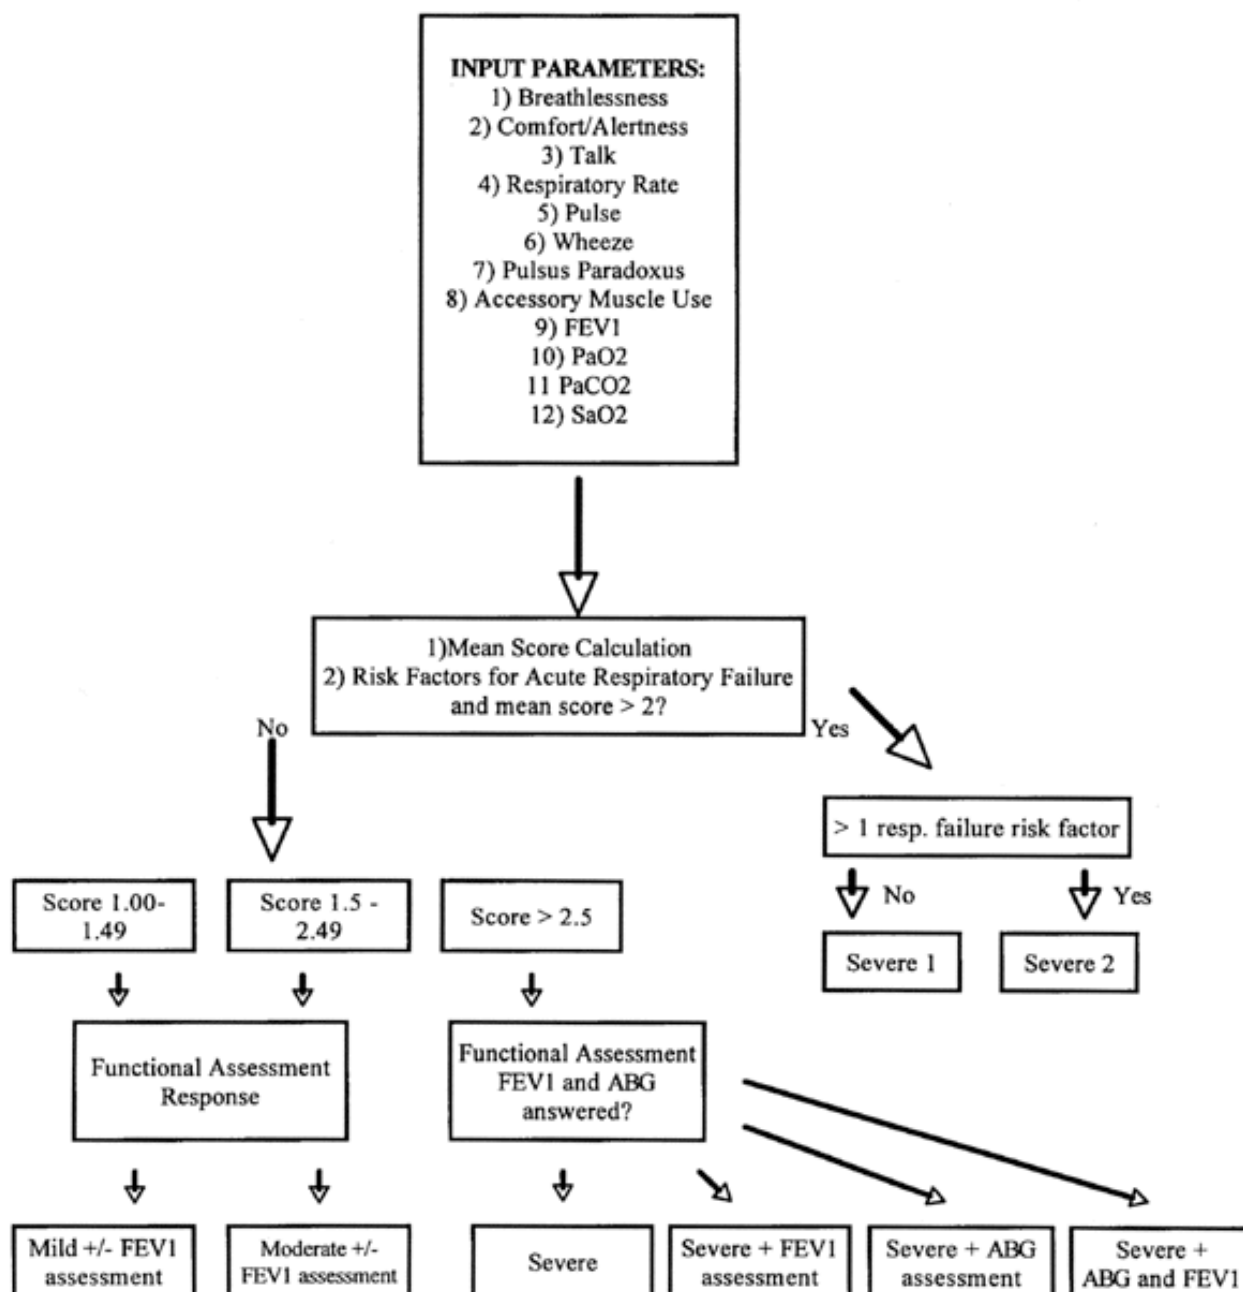 INPUT PARAMETERS:
1) Breathlessness
2) Comfort/Alertness
3) Talk
4) Respiratory Rate
5) Pulse
6) Wheeze
7) Pulsus Paradoxus
8) Accessory Muscle Use
9) FEV1
10) PaO2
11 PaCO2
12) SaO2
1)Mean Score Calculation
2) Risk Factors for Acute Respiratory Failure
and mean score > 2?
No
Yes
> 1 resp. failure risk factor
No
Yes
Severe 1
Severe 2
Score 1.00-
1.49
Score 1.5 -
2.49
Score > 2.5
Functional Assessment
Response
Functional Assessment
FEV1 and ABG
answered?
Mild +/- FEV1
assessment
Moderate +/-
FEV1 assessment
Severe
Severe + FEV1
assessment
Severe + ABG
assessment
Severe +
ABG and FEV1